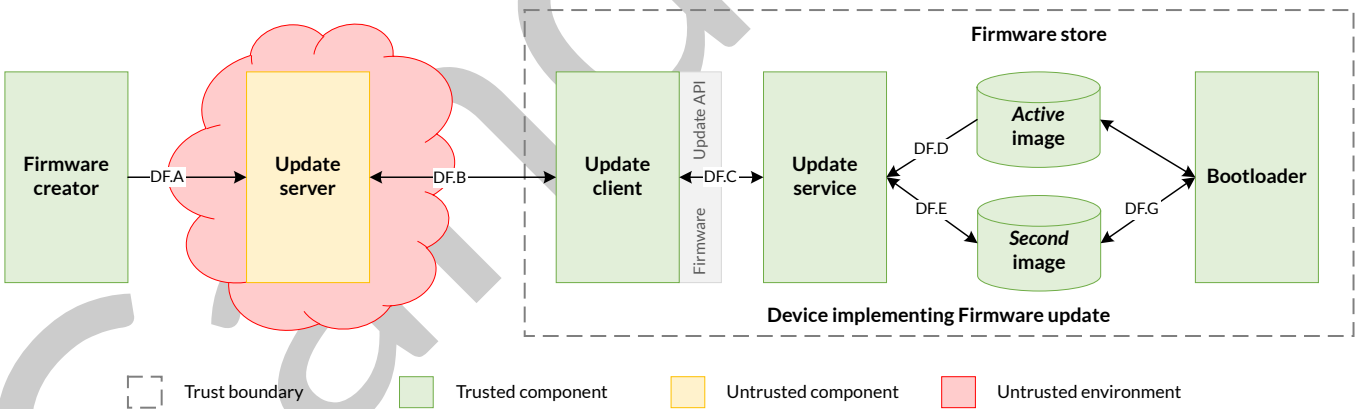 Firmware store
Firmware
creator
DF.A
Update
server
DF.B
Update
client
Firmware Update API
DF.C
Update
service
DF.D
DF.E
Active
image
Second
image
DF.G
Bootloader
Device implementing Firmware update
Trust boundary
Trusted component
Untrusted component
Untrusted environment